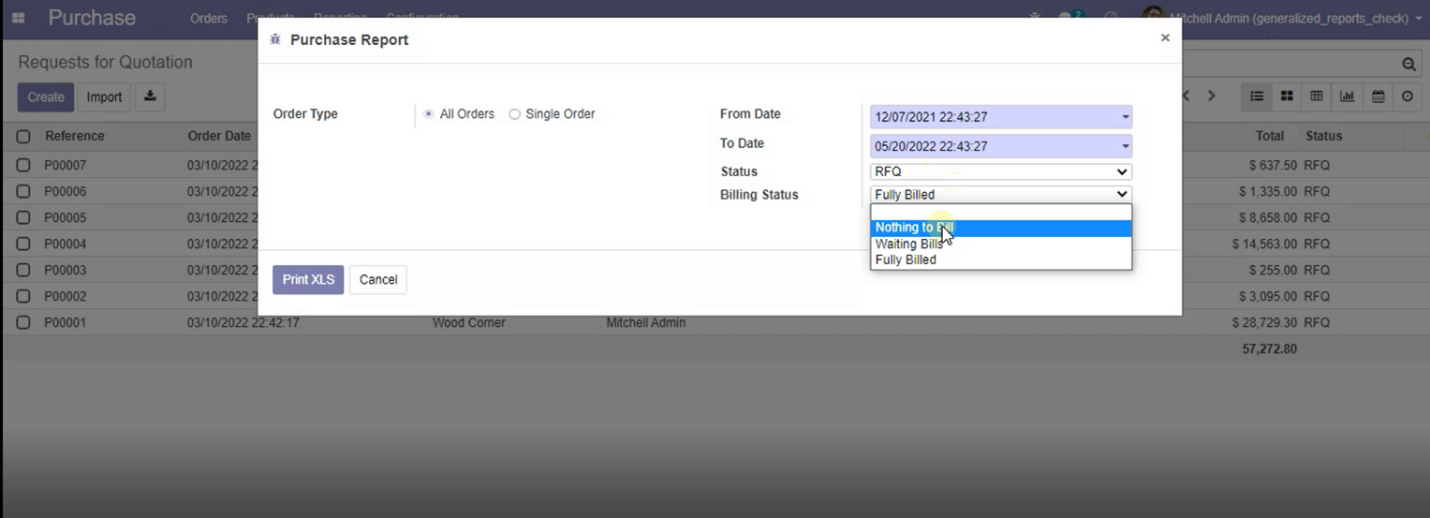 Purchase Orders Products Reporting Configuration 2 Mitchell Admin (generalized_reports_check)
Purchase Report ×
Requests for Quotation
Create Import
Order Type All Orders Single Order From Date 12/07/2021 22:43:27
To Date 05/20/2022 22:43:27
Status RFQ
Billing Status Fully Billed
Nothing to Bill
Waiting Bills
Fully Billed
Print XLS Cancel
Reference Order Date Total Status
P00007 03/10/2022 2 $ 637.50 RFQ
P00006 03/10/2022 2 $ 1,335.00 RFQ
P00005 03/10/2022 2 $ 8,658.00 RFQ
P00004 03/10/2022 2 $ 14,563.00 RFQ
P00003 03/10/2022 2 $ 255.00 RFQ
P00002 03/10/2022 2 $ 3,095.00 RFQ
P00001 03/10/2022 22:42:17 Wood Corner Mitchell Admin $ 28,729.30 RFQ
57,272.80